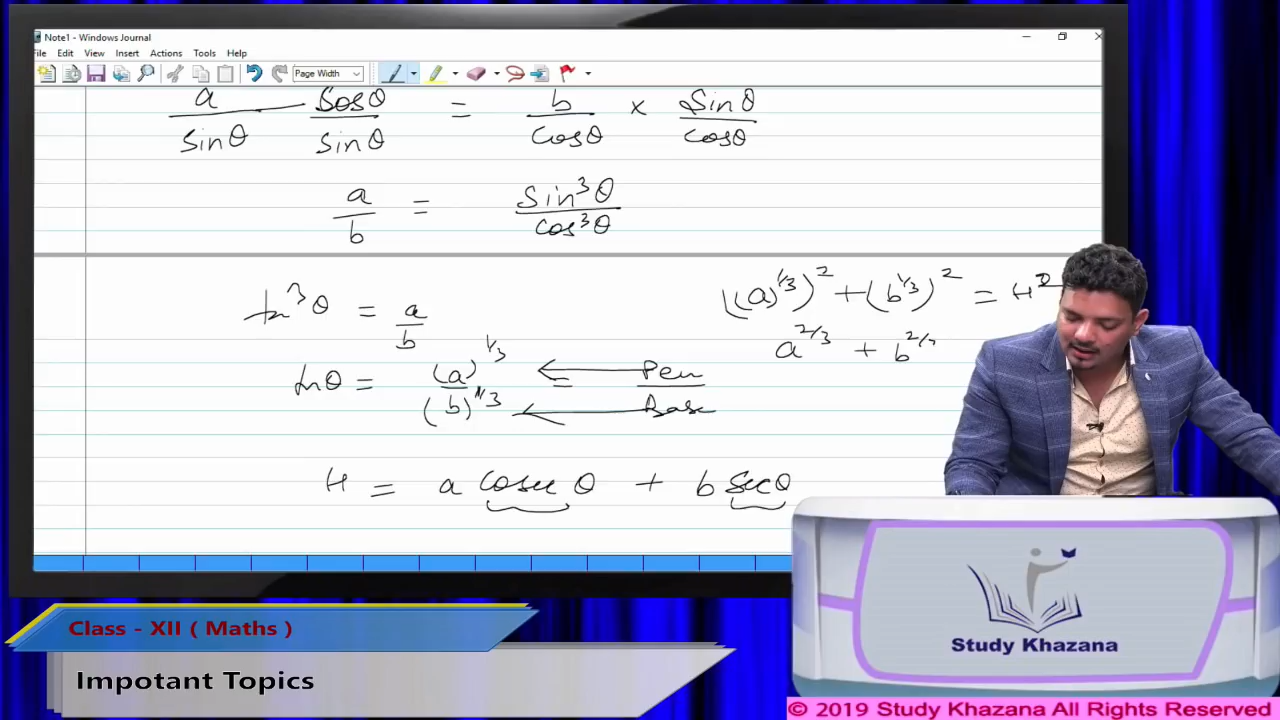 Note1 - Windows Journal
File Edit View Insert Actions Tools Help
Page Width
a/sinθ cosθ/sinθ = b/cosθ × sinθ/cosθ
a/b = sin³θ/cos³θ
tan³θ = a/b
((a)^1/3)² + (b^1/3)² = H²
a^2/3 + b^2/3
tanθ = (a)^1/3/(b)^1/3 = Pen/Base
H = a cosec θ + b secθ
Study Khazana
Class - XII ( Maths )
Impotant Topics
© 2019 Study Khazana All Rights Reserved